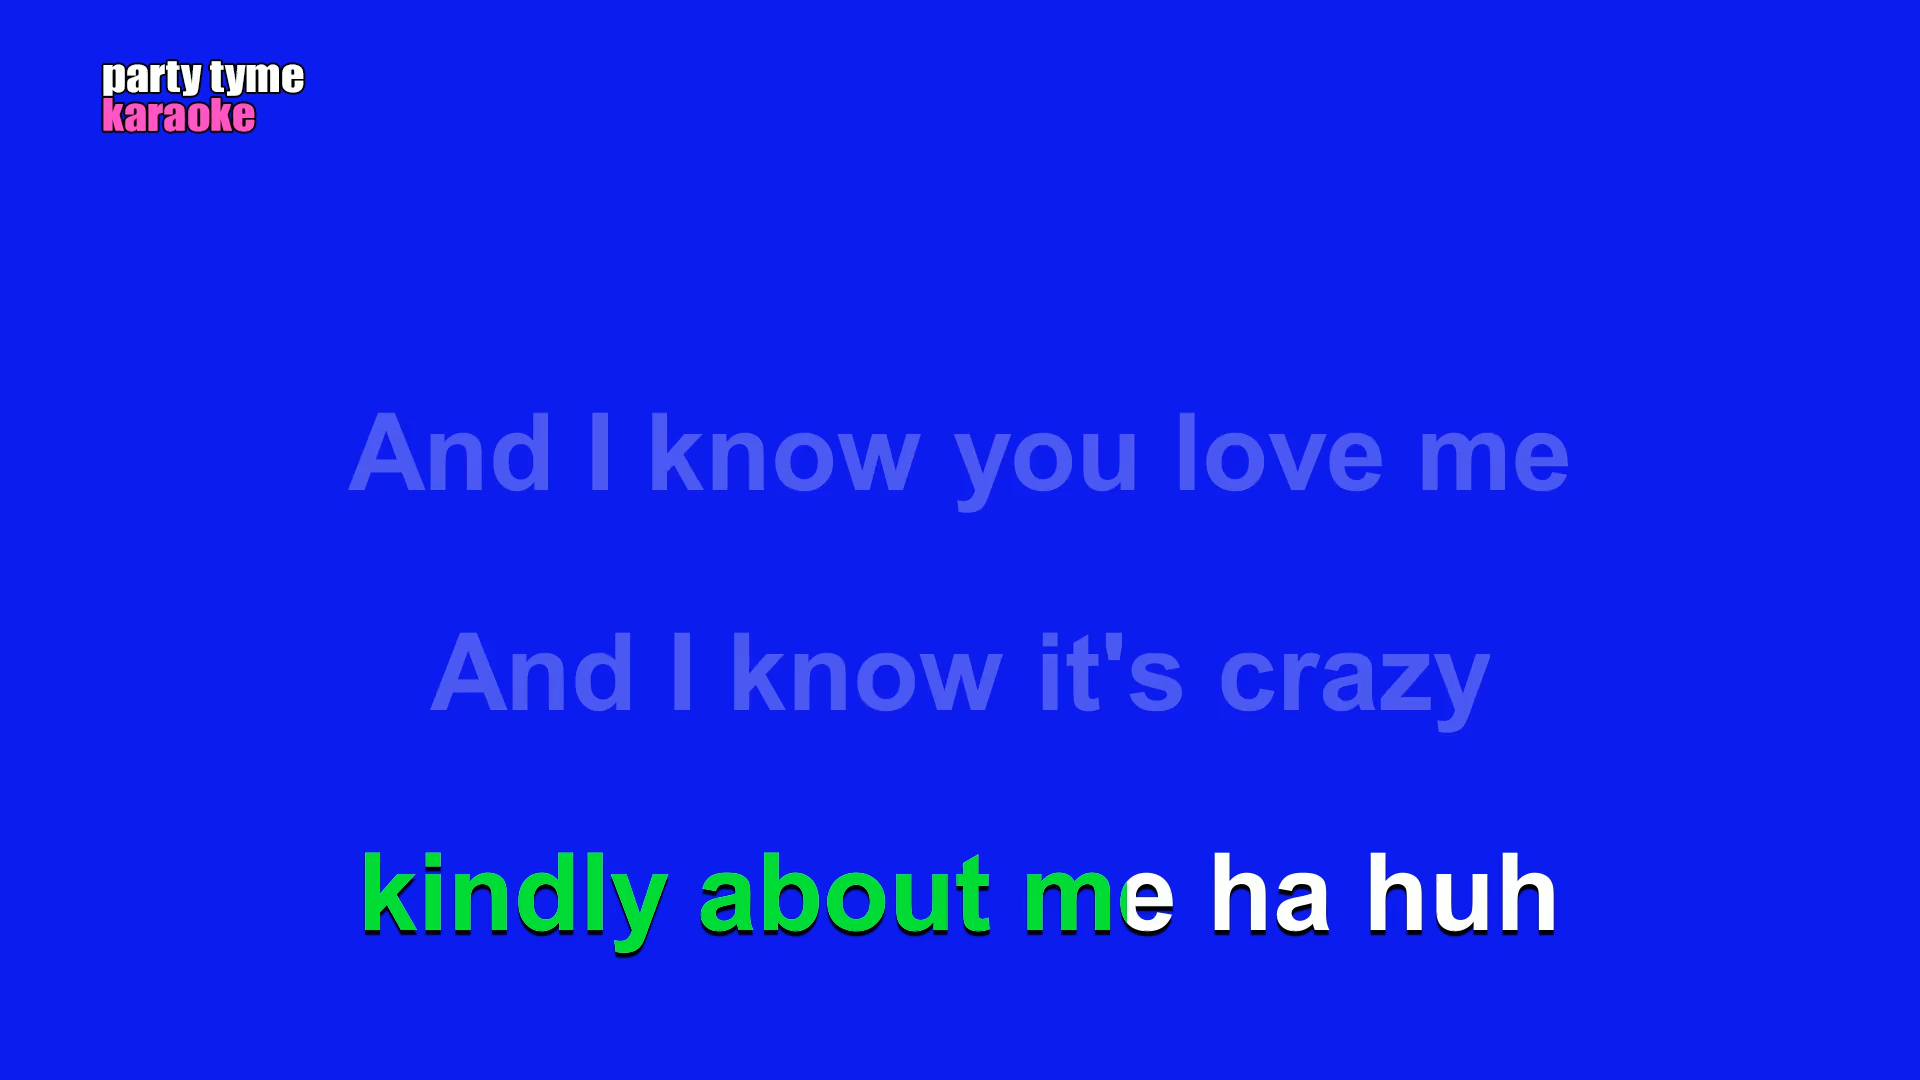 party tyme
karaoke
And I know you love me
And I know it's crazy
kindly about me ha huh